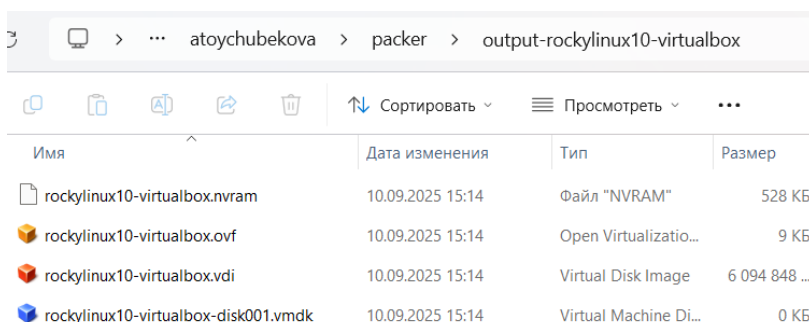 ··· atoychubekova > packer > output-rockylinux10-virtualbox
Сортировать Просмотреть ···
Имя Дата изменения Тип Размер
rockylinux10-virtualbox.nvram 10.09.2025 15:14 Файл "NVRAM" 528 КБ
rockylinux10-virtualbox.ovf 10.09.2025 15:14 Open Virtualizatio... 9 КБ
rockylinux10-virtualbox.vdi 10.09.2025 15:14 Virtual Disk Image 6 094 848 ...
rockylinux10-virtualbox-disk001.vmdk 10.09.2025 15:14 Virtual Machine Di... 0 КБ